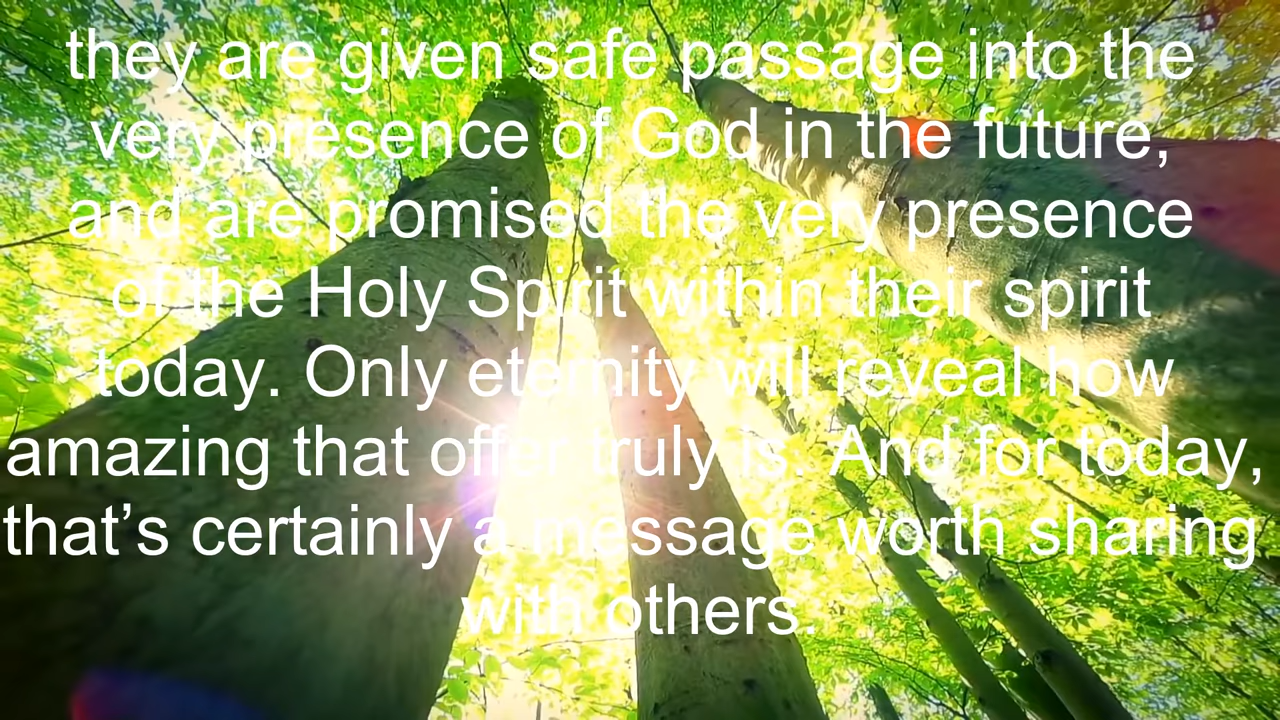 they are given safe passage into the
very presence of God in the future,
and are promised the very presence
of the Holy Spirit within their spirit
today. Only eternity will reveal how
amazing that offer truly is. And for today,
that’s certainly a message worth sharing
with others.